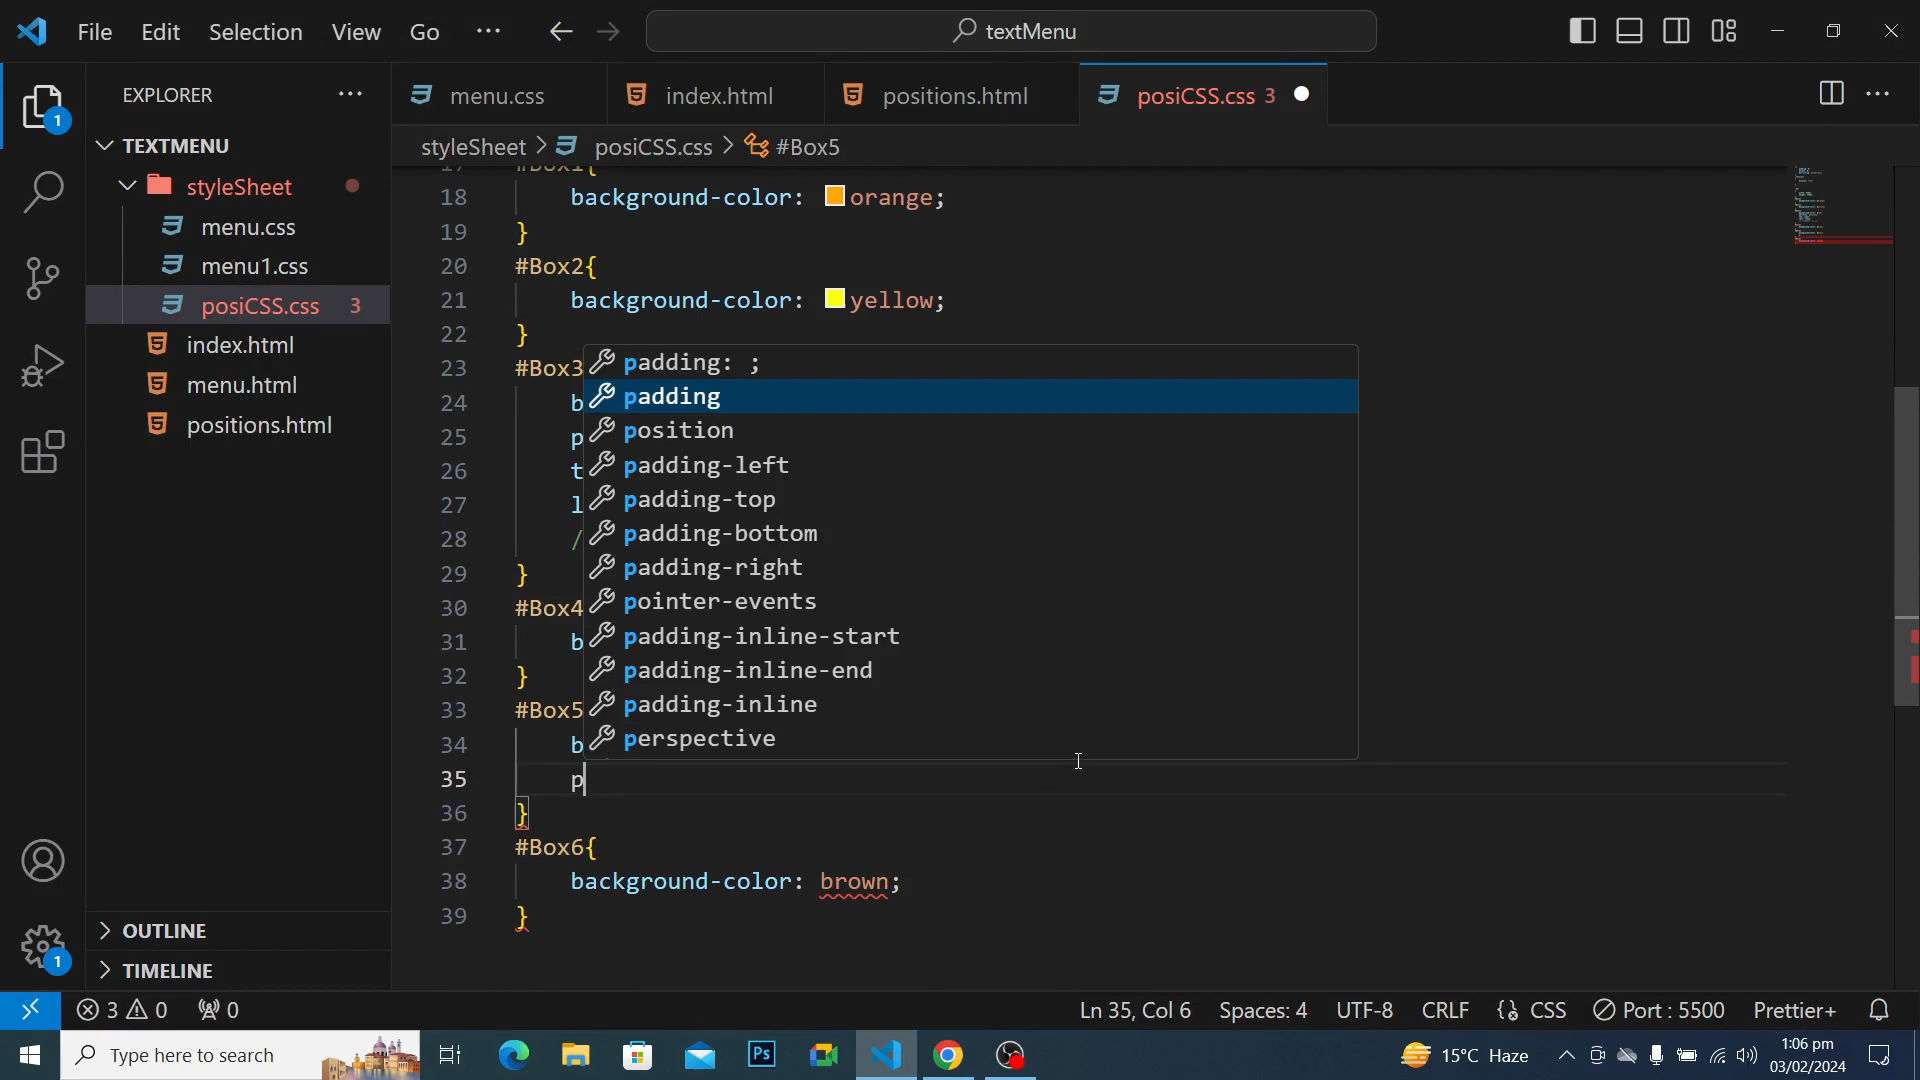 File Edit Selection View Go ··· textMenu
EXPLORER ···
menu.css index.html positions.html posiCSS.css 3
styleSheet > posiCSS.css > #Box5
TEXTMENU
styleSheet
menu.css
menu1.css
posiCSS.css 3
index.html
menu.html
positions.html
OUTLINE
TIMELINE
1
1
17 #Box1{
18 background-color: orange;
19 }
20 #Box2{
21 background-color: yellow;
22 }
23 #Box3
24 b
25 p
26 t
27 l
28 /
29 }
30 #Box4
31 b
32 }
33 #Box5
34 b
35 p
36 }
37 #Box6{
38 background-color: brown;
39 }
padding: ;
padding
position
padding-left
padding-top
padding-bottom
padding-right
pointer-events
padding-inline-start
padding-inline-end
padding-inline
perspective
3 0 0 Ln 35, Col 6 Spaces: 4 UTF-8 CRLF {} CSS Port : 5500 Prettier+
Type here to search Ps 15°C Haze 1:06 pm
03/02/2024